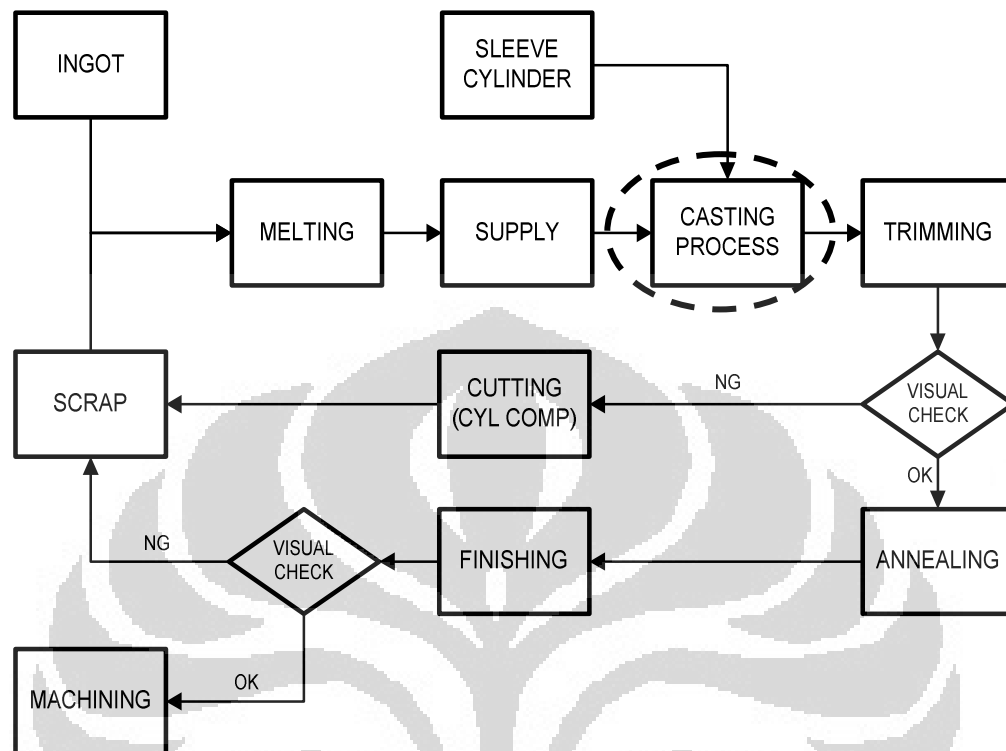 INGOT
SLEEVE
CYLINDER
MELTING
SUPPLY
CASTING
PROCESS
TRIMMING
SCRAP
CUTTING
(CYL COMP)
NG
VISUAL
CHECK
OK
NG
VISUAL
CHECK
FINISHING
ANNEALING
MACHINING
OK